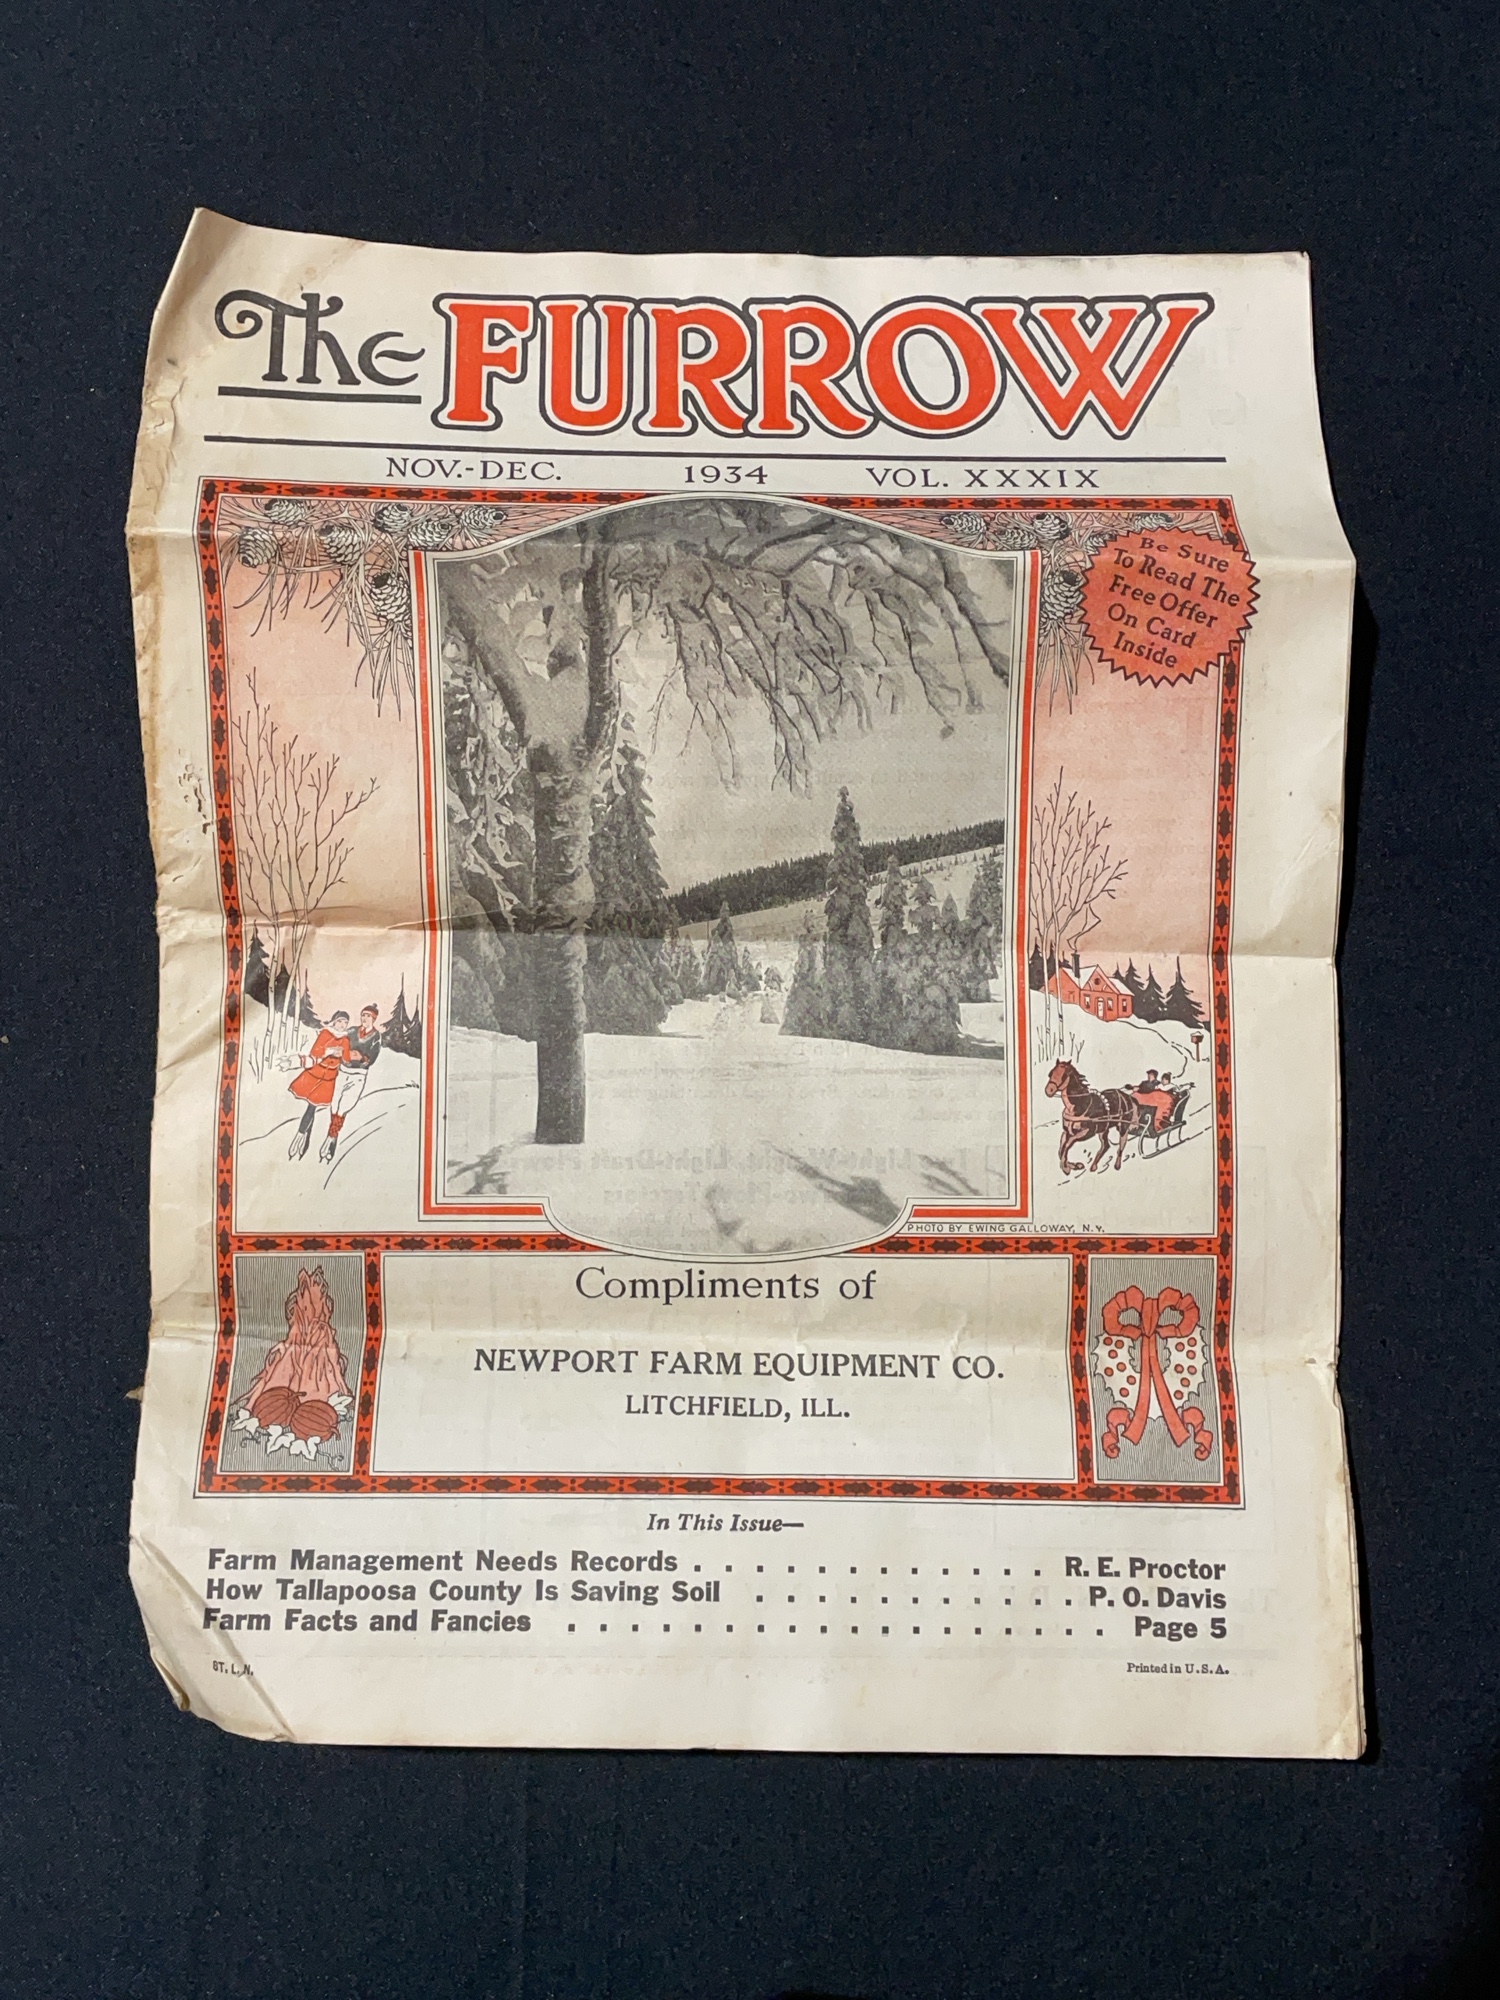 The FURROW
NOV.-DEC. 1934 VOL. XXXIX
Be Sure
To Read The
Free Offer
On Card
Inside
PHOTO BY EWING GALLOWAY, N.Y.
Compliments of
NEWPORT FARM EQUIPMENT CO.
LITCHFIELD, ILL.
In This Issue—
Farm Management Needs Records . . . . . . . . . . . . R. E. Proctor
How Tallapoosa County Is Saving Soil . . . . . . . . . . . P. O. Davis
Farm Facts and Fancies . . . . . . . . . . . . . . . . . . Page 5
ST. L. N. Printed in U.S.A.